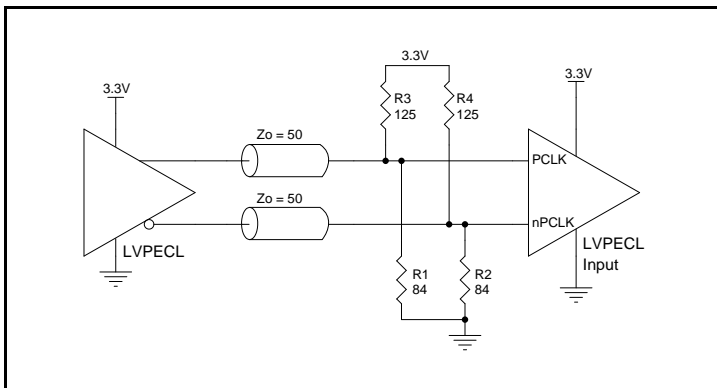 3.3V
3.3V
3.3V
R3
125
R4
125
Zo = 50
PCLK
Zo = 50
nPCLK
LVPECL
LVPECL
Input
R1
84
R2
84